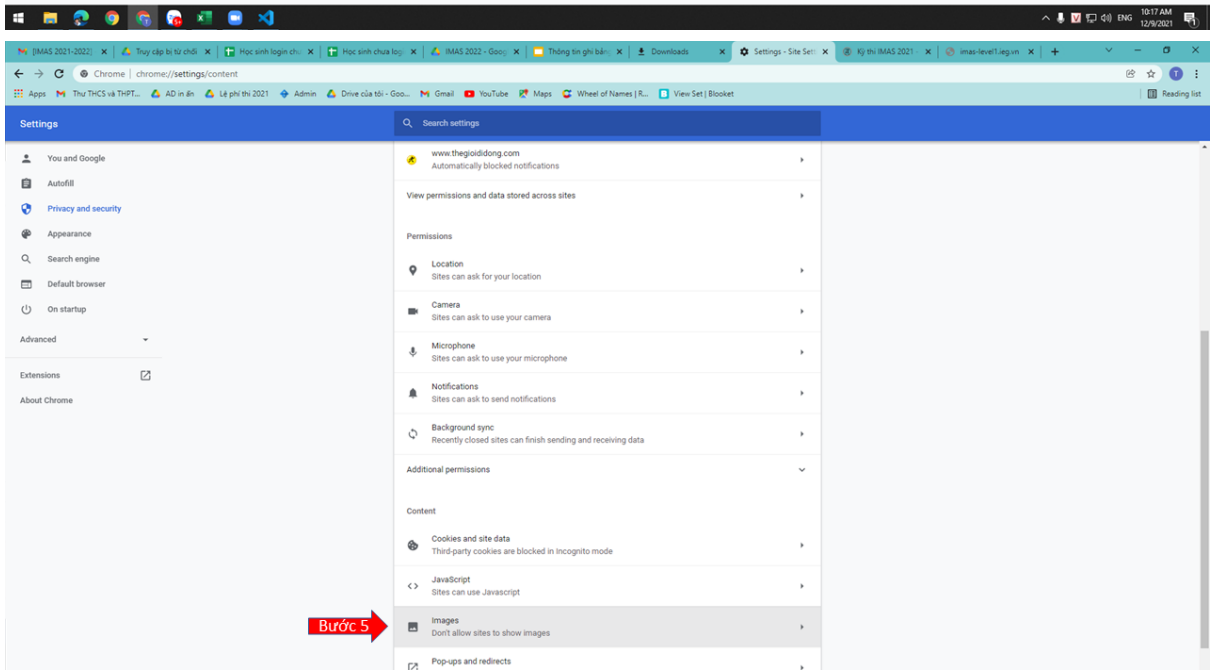 10:17 AM
ENG
12/9/2021
[IMAS 2021-2022]
Truy cập bị từ chối
Học sinh login chư
Học sinh chưa logi
IMAS 2022 - Goog
Thông tin ghi bảng
Downloads
Settings - Site Sett
Kỳ thi IMAS 2021 -
imas-level1.ieg.vn
Chrome | chrome://settings/content
Apps
Thư THCS và THPT...
AD in ấn
Lệ phí thi 2021
Admin
Drive của tôi - Goo...
Gmail
YouTube
Maps
Wheel of Names | R...
View Set | Blooket
Reading list
Settings
Search settings
You and Google
Autofill
Privacy and security
Appearance
Search engine
Default browser
On startup
Advanced
Extensions
About Chrome
www.thegioididong.com
Automatically blocked notifications
View permissions and data stored across sites
Permissions
Location
Sites can ask for your location
Camera
Sites can ask to use your camera
Microphone
Sites can ask to use your microphone
Notifications
Sites can ask to send notifications
Background sync
Recently closed sites can finish sending and receiving data
Additional permissions
Content
Cookies and site data
Third-party cookies are blocked in Incognito mode
JavaScript
Sites can use Javascript
Bước 5
Images
Don't allow sites to show images
Pop-ups and redirects